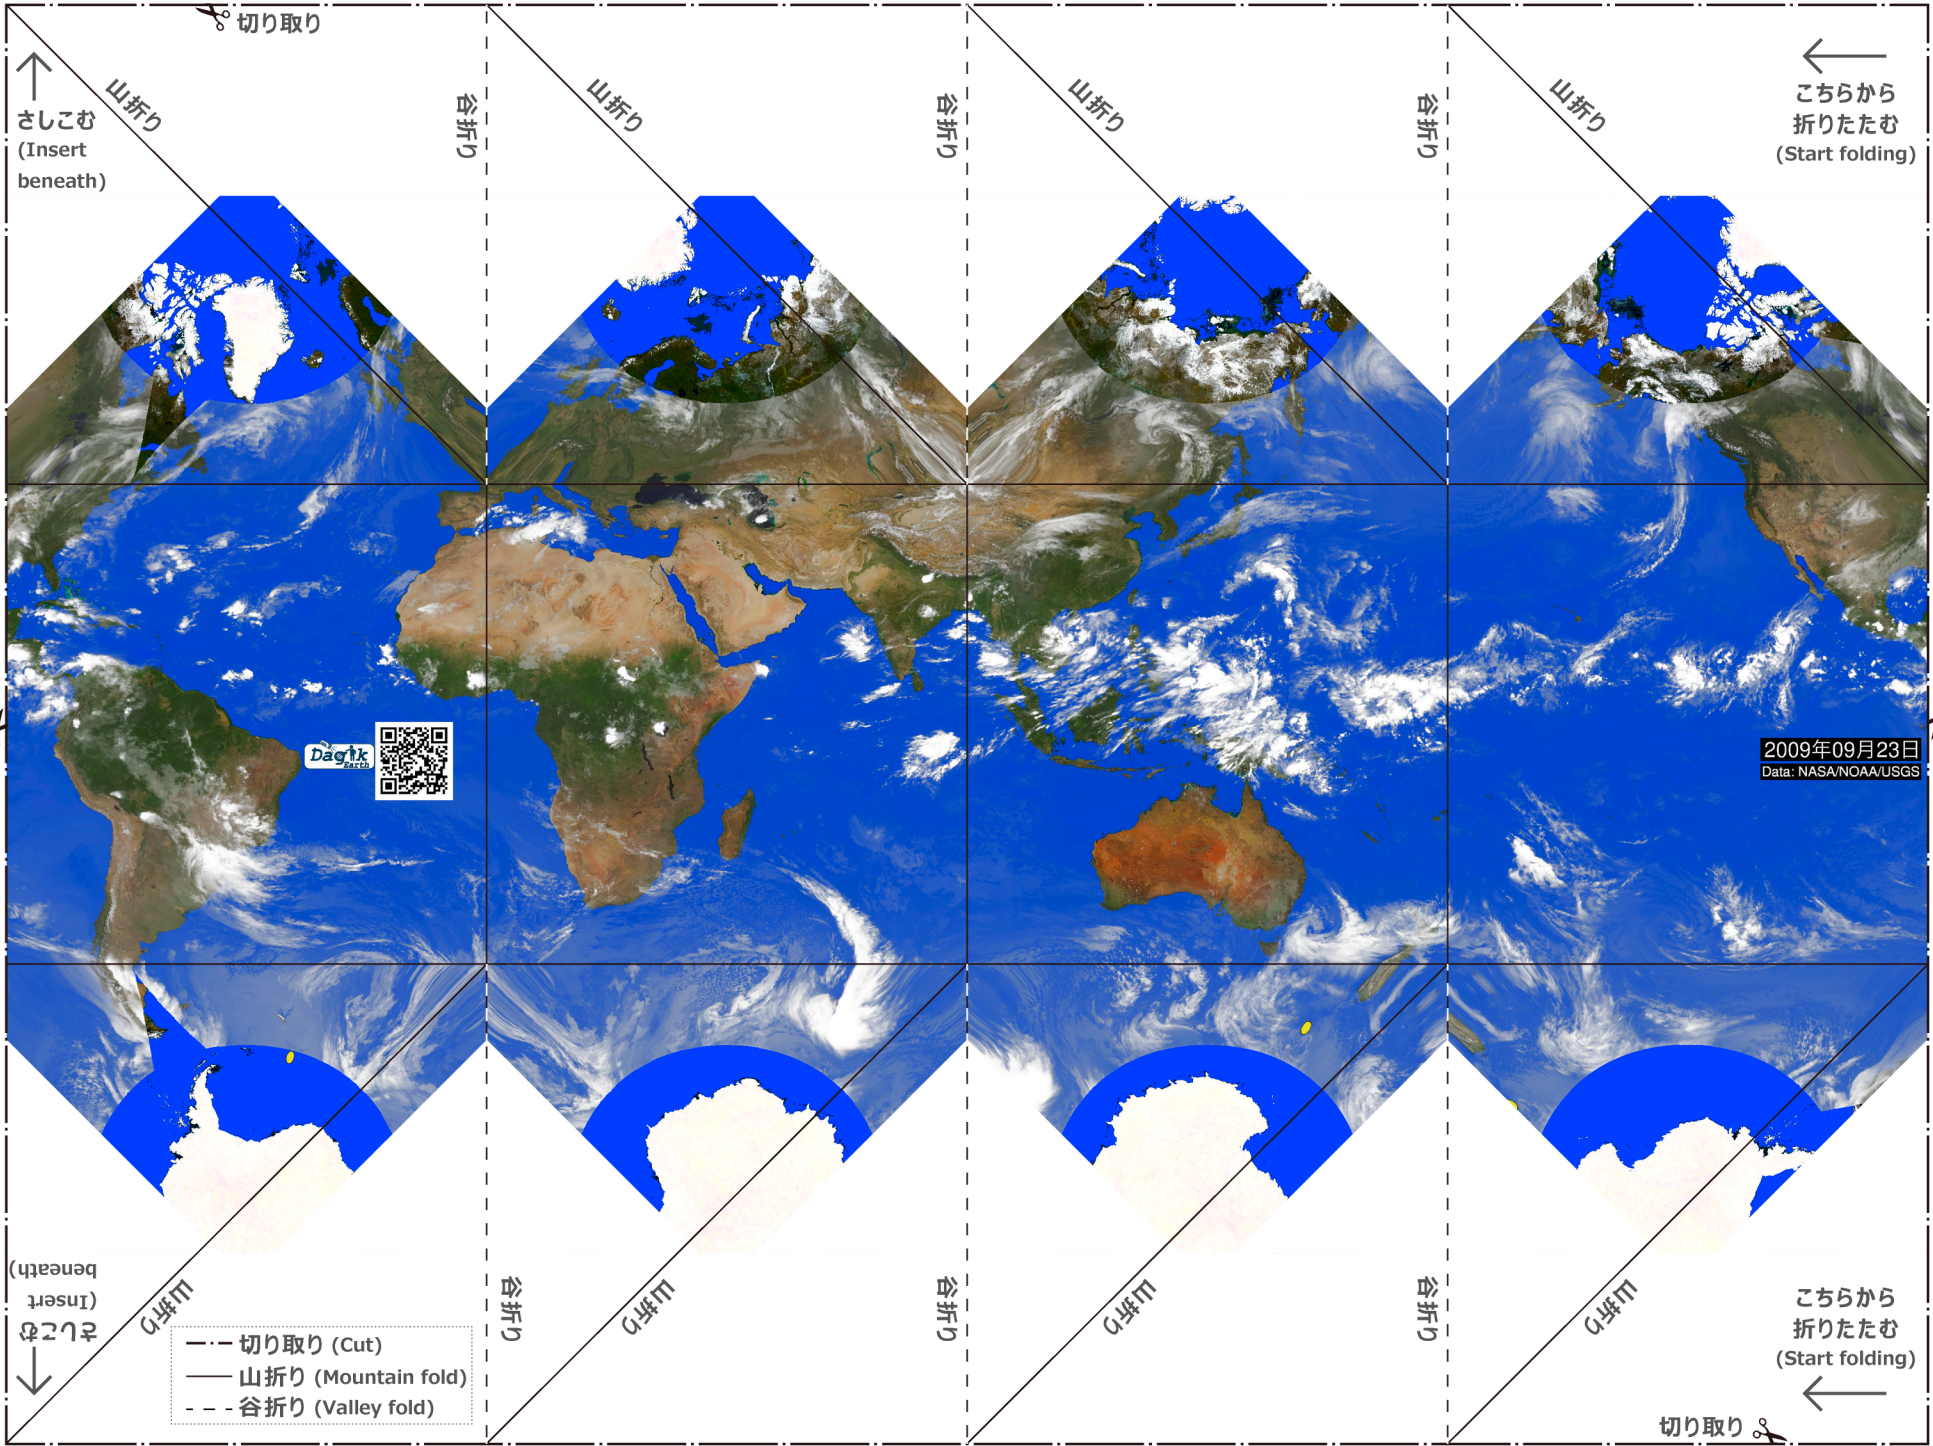 切り取り
さしこむ
(Insert
beneath)
山折り
谷折り
山折り
谷折り
山折り
谷折り
山折り
こちらから
折りたたむ
(Start folding)
Dagik
Earth
2009年09月23日
Data: NASA/NOAA/USGS
さしこむ
(Insert
beneath)
山折り
谷折り
山折り
谷折り
山折り
谷折り
山折り
こちらから
折りたたむ
(Start folding)
切り取り (Cut)
山折り (Mountain fold)
谷折り (Valley fold)
切り取り